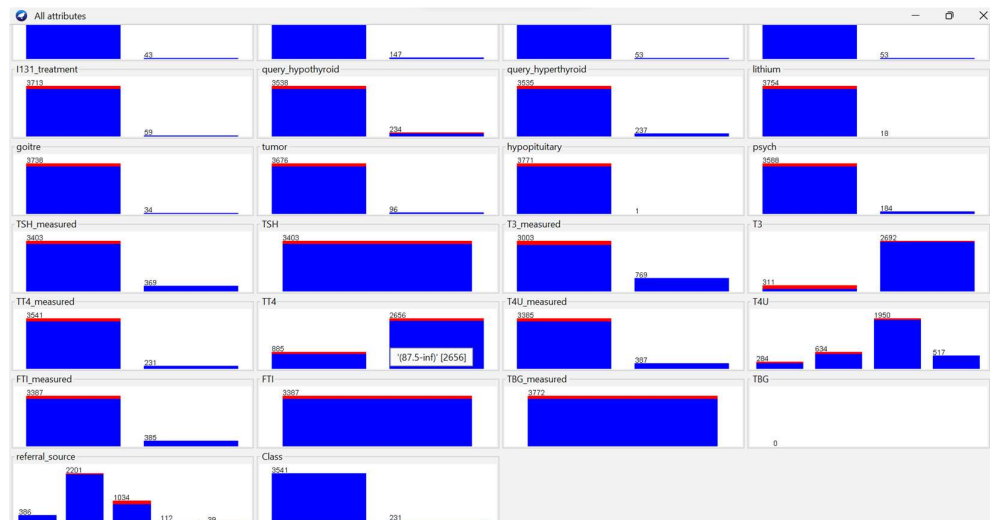 All attributes
43
147
53
53
I131_treatment
query_hypothyroid
query_hyperthyroid
lithium
3713
59
3538
234
3535
237
3754
18
goitre
tumor
hypopituitary
psych
3738
34
3676
96
3771
1
3588
184
TSH_measured
TSH
T3_measured
T3
3403
369
3403
3003
769
311
2692
TT4_measured
TT4
T4U_measured
T4U
3541
231
885
2656
'(87.5-inf)' [2656]
3385
387
284
634
1950
517
FTI_measured
FTI
TBG_measured
TBG
3387
385
3387
3772
0
referral_source
Class
386
2201
1034
112
39
3541
231